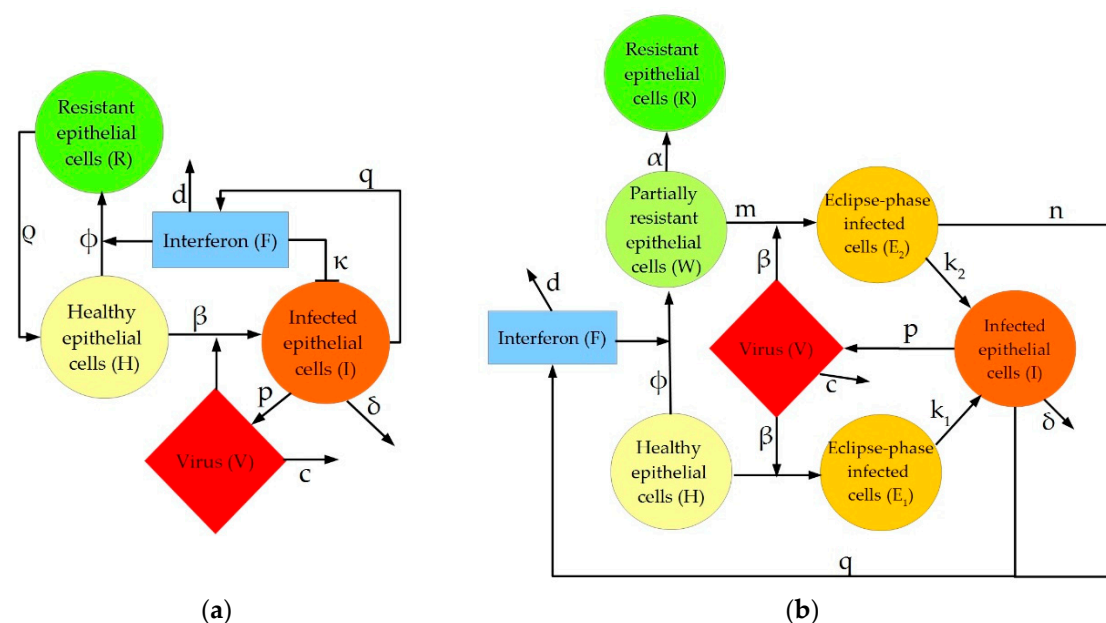 Resistant
epithelial
cells (R)
ϱ
ϕ
d
q
Interferon (F)
κ
Healthy
epithelial
cells (H)
β
Infected
epithelial
cells (I)
p
δ
Virus (V)
c
(a)
Resistant
epithelial
cells (R)
α
Partially
resistant
epithelial
cells (W)
m
Eclipse-phase
infected
cells (E₂)
n
k₂
β
d
Interferon (F)
ϕ
Virus (V)
p
c
Infected
epithelial
cells (I)
δ
k₁
β
Healthy
epithelial
cells (H)
Eclipse-phase
infected
cells (E₁)
q
(b)